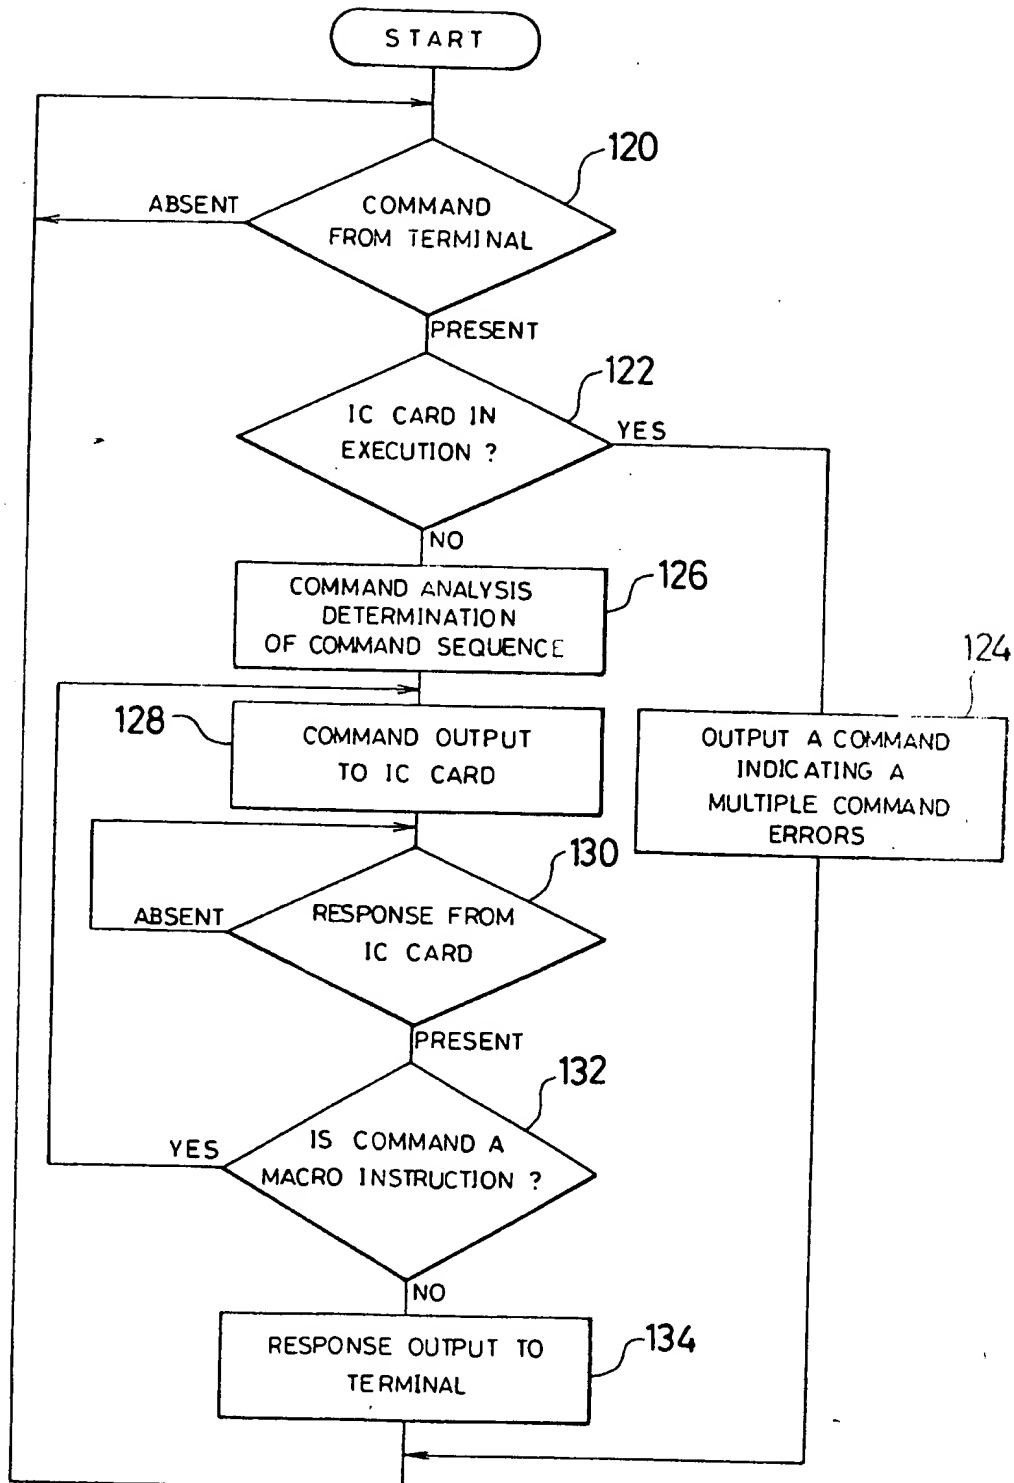 START
120
ABSENT
COMMAND
FROM TERMINAL
PRESENT
122
IC CARD IN
EXECUTION ?
YES
NO
126
COMMAND ANALYSIS
DETERMINATION
OF COMMAND SEQUENCE
124
128
COMMAND OUTPUT
TO IC CARD
OUTPUT A COMMAND
INDICATING A
MULTIPLE COMMAND
ERRORS
130
ABSENT
RESPONSE FROM
IC CARD
PRESENT
132
YES
IS COMMAND A
MACRO INSTRUCTION ?
NO
RESPONSE OUTPUT TO
TERMINAL
134